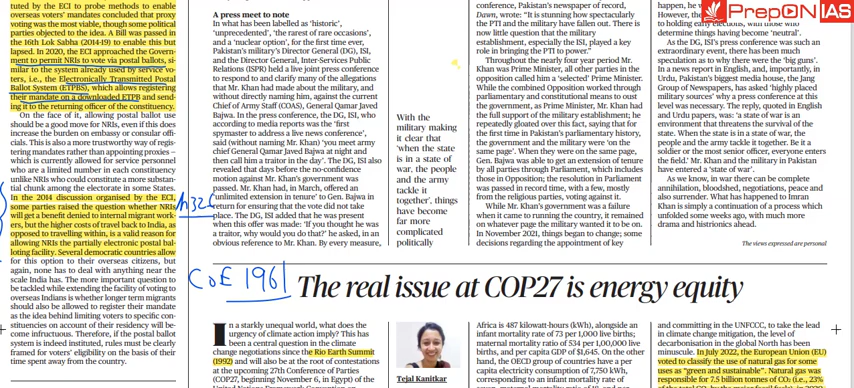 tuted by the ECI to probe methods to enable
overseas voters' mandates concluded that proxy
voting was the most viable, though some political
parties objected to the idea. A Bill was passed in
the 16th Lok Sabha (2014-19) to enable this but
lapsed. In 2020, the ECI approached the Govern-
ment to permit NRIs to vote via postal ballots, si-
milar to the system already used by service vo-
ters, i.e., the Electronically Transmitted Postal
Ballot System (ETPBS), which allows registering
their mandate on a downloaded ETPB and send-
ing it to the returning officer of the constituency.
On the face of it, allowing postal ballot use
should be a good move for NRIs, even if this does
increase the burden on embassy or consular offi-
cials. This is also a more trustworthy way of regis-
tering mandates rather than appointing proxies –
which is currently allowed for service personnel
who are a limited number in each constituency
unlike NRIs who could constitute a more substan-
tial chunk among the electorate in some States.
In the 2014 discussion organised by the ECI,
some parties raised the question whether NRIs
will get a benefit denied to internal migrant work-
ers, but the higher costs of travel back to India, as
opposed to travelling within, is a valid reason for
allowing NRIs the partially electronic postal bal-
loting facility. Several democratic countries allow
for this option to their overseas citizens, but
again, none has to deal with anything near the
scale India has. The more important question to
be tackled while extending the facility of voting to
overseas Indians is whether longer term migrants
should also be allowed to register their mandate
as the idea behind limiting voters to specific con-
stituencies on account of their residency will be-
come infructuous. Therefore, if the postal ballot
system is indeed instituted, rules must be clearly
framed for voters' eligibility on the basis of their
time spent away from the country.
A press meet to note
In what has been labelled as 'historic',
'unprecedented', 'the rarest of rare occasions',
and a 'nuclear option', for the first time ever,
Pakistan's military's Director General (DG), ISI,
and the Director General, Inter-Services Public
Relations (ISPR) held a live joint press conference
to respond to and clarify many of the allegations
that Mr. Khan had made about the military, and
without directly naming him, against the current
Chief of Army Staff (COAS), General Qamar Javed
Bajwa. In the press conference, the DG, ISI, who
according to media reports was the 'first
spymaster to address a live news conference',
said (without naming Mr. Khan) 'you meet army
chief General Qamar Javed Bajwa at night and
then call him a traitor in the day'. The DG, ISI also
revealed that days before the no-confidence
motion against Mr. Khan's government was
passed, Mr. Khan had, in March, offered an
'unlimited extension in tenure' to Gen. Bajwa in
return for ensuring that the vote did not take
place. The DG, ISI added that he was present
when this offer was made: 'If you thought he was
a traitor, why would you do that?' he asked, in an
obvious reference to Mr. Khan. By every measure,
With the
military making
it clear that
'when the state
is in a state of
war, the people
and the army
tackle it
together', things
have become
far more
complicated
politically
conference, Pakistan's newspaper of record,
Dawn, wrote: "It is stunning how spectacularly
the PTI and the military have fallen out. There is
now little question that the military
establishment, especially the ISI, played a key
role in bringing the PTI to power."
Throughout the nearly four year period Mr.
Khan was Prime Minister, all other parties in the
opposition called him a 'selected' Prime Minister.
While the combined Opposition worked through
parliamentary and constitutional means to oust
the government, as Prime Minister, Mr. Khan had
the full support of the military establishment; he
repeatedly gloated over this fact, saying that for
the first time in Pakistan's parliamentary history,
the government and the military were 'on the
same page'. When they were on the same page,
Gen. Bajwa was able to get an extension of tenure
by all parties through Parliament, which includes
those in Opposition; the resolution in Parliament
was passed in record time, with a few, mostly
from the religious parties, voting against it.
While Mr. Khan's government was a failure
when it came to running the country, it remained
on whatever page the military wanted it to be on.
In November 2021, things began to change; some
decisions regarding the appointment of key
PrepON IAS
happen, he w
However, the
to holding early elections, with those who
determine things having become 'neutral'.
As the DG, ISI's press conference was such an
extraordinary event, there has been much
speculation as to why there were the 'big guns'.
In a news report in English, and, importantly, in
Urdu, Pakistan's biggest media house, the Jang
Group of Newspapers, has asked 'highly placed
military sources' why a press conference at this
level was necessary. The reply, quoted in English
and Urdu papers, was: 'a state of war is an
environment that threatens the survival of the
state. When the state is in a state of war, the
people and the army tackle it together. Be it a
soldier or the most senior officer, everyone enters
the field.' Mr. Khan and the military in Pakistan
have entered a 'state of war'.
As we know, in war there can be complete
annihilation, bloodshed, negotiations, peace and
also surrender. What has happened to Imran
Khan is simply a continuation of a process which
unfolded some weeks ago, with much more
drama and histrionics ahead.
The views expressed are personal
CoE 1961
The real issue at COP27 is energy equity
In a starkly unequal world, what does the
urgency of climate action imply? This has
been a central question in the climate
change negotiations since the Rio Earth Summit
(1992) and will also be at the root of contestations
at the upcoming 27th Conference of Parties
(COP27, beginning November 6, in Egypt) of the
Tejal Kanitkar
Africa is 487 kilowatt-hours (kWh), alongside an
infant mortality rate of 73 per 1,000 live births;
maternal mortality ratio of 534 per 1,00,000 live
births, and per capita GDP of $1,645. On the other
hand, the OECD group of countries have a per
capita electricity consumption of 7,750 kWh,
corresponding to an infant mortality rate of
and committing in the UNFCCC, to take the lead
in climate change mitigation, the level of
decarbonisation in the global North has been
minuscule. In July 2022, the European Union (EU)
voted to classify the use of natural gas for some
uses as "green and sustainable". Natural gas was
responsible for 7.5 billion tonnes of CO₂ (i.e., 23%